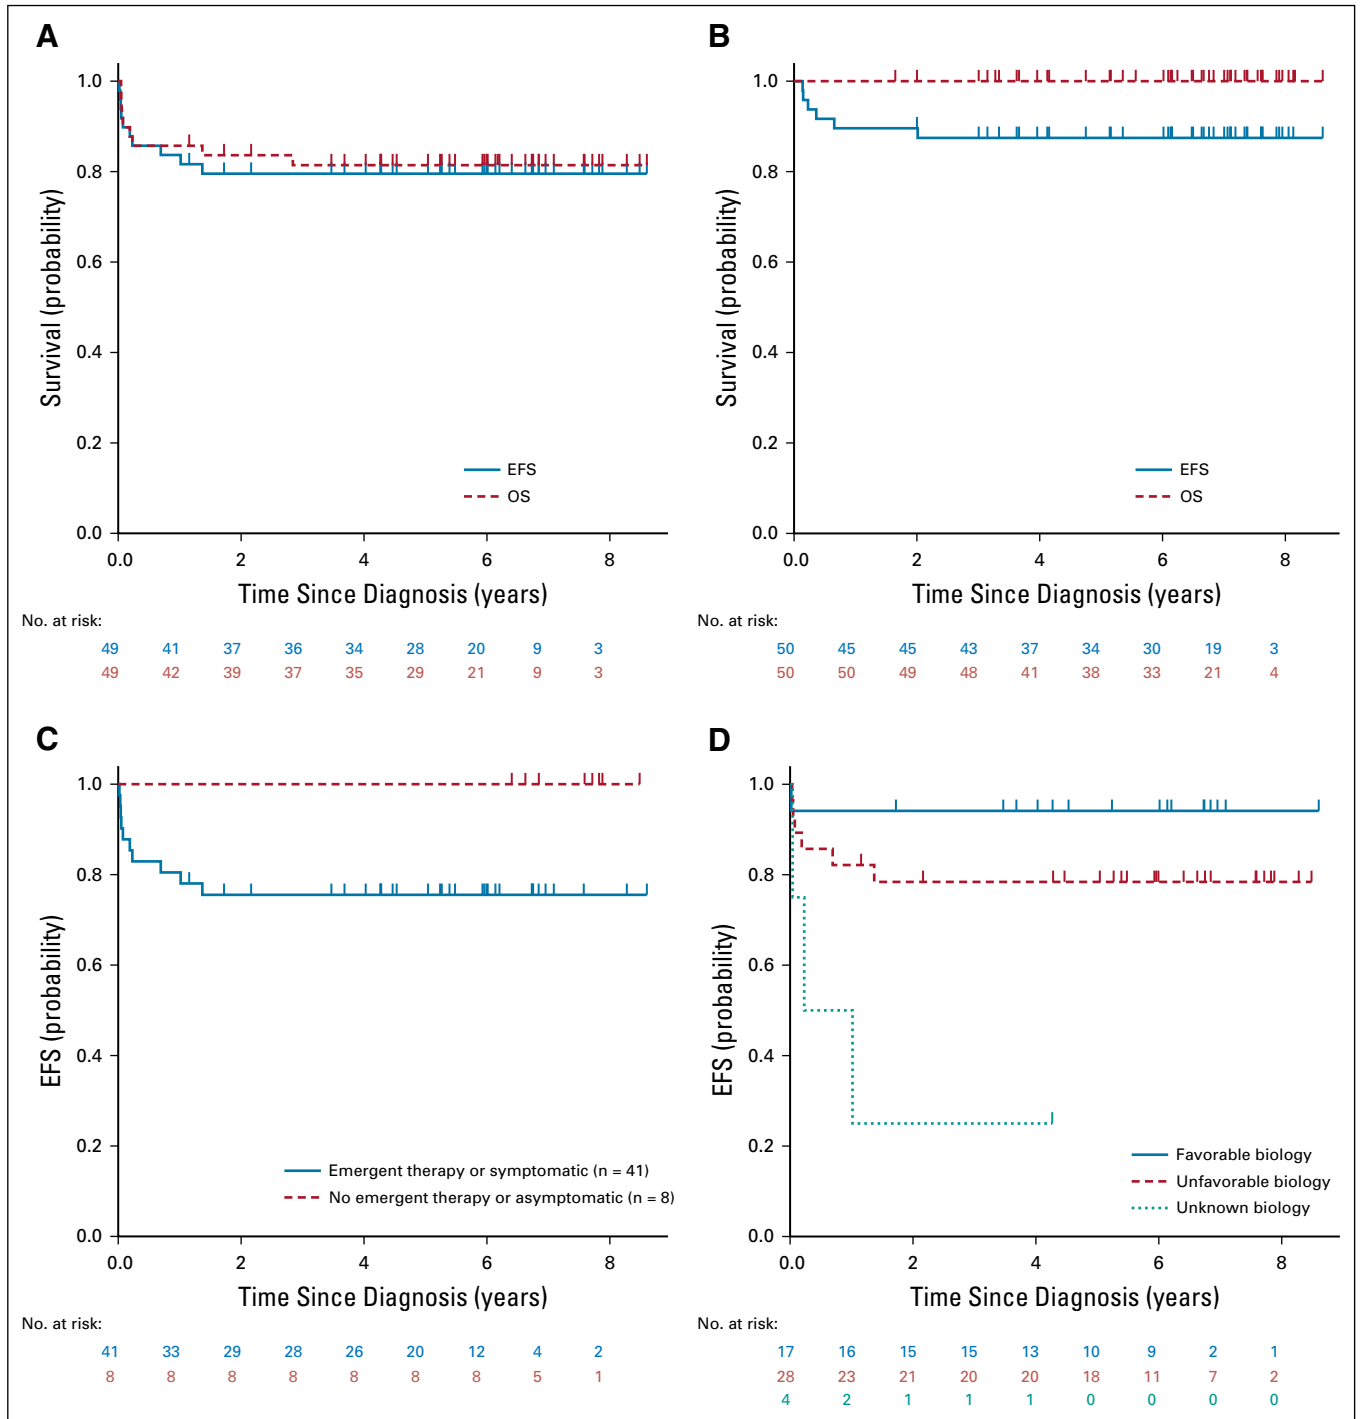 A
1.0
0.8
0.6
0.4
0.2
0.0
Survival (probability)
EFS
OS
0.0 2 4 6 8
Time Since Diagnosis (years)
No. at risk:
49 41 37 36 34 28 20 9 3
49 42 39 37 35 29 21 9 3
B
1.0
0.8
0.6
0.4
0.2
0.0
Survival (probability)
EFS
OS
0.0 2 4 6 8
Time Since Diagnosis (years)
No. at risk:
50 45 45 43 37 34 30 19 3
50 50 49 48 41 38 33 21 4
C
1.0
0.8
0.6
0.4
0.2
0.0
EFS (probability)
Emergent therapy or symptomatic (n = 41)
No emergent therapy or asymptomatic (n = 8)
0.0 2 4 6 8
Time Since Diagnosis (years)
No. at risk:
41 33 29 28 26 20 12 4 2
8 8 8 8 8 8 8 5 1
D
1.0
0.8
0.6
0.4
0.2
0.0
EFS (probability)
Favorable biology
Unfavorable biology
Unknown biology
0.0 2 4 6 8
Time Since Diagnosis (years)
No. at risk:
17 16 15 15 13 10 9 2 1
28 23 21 20 20 18 11 7 2
4 2 1 1 1 0 0 0 0